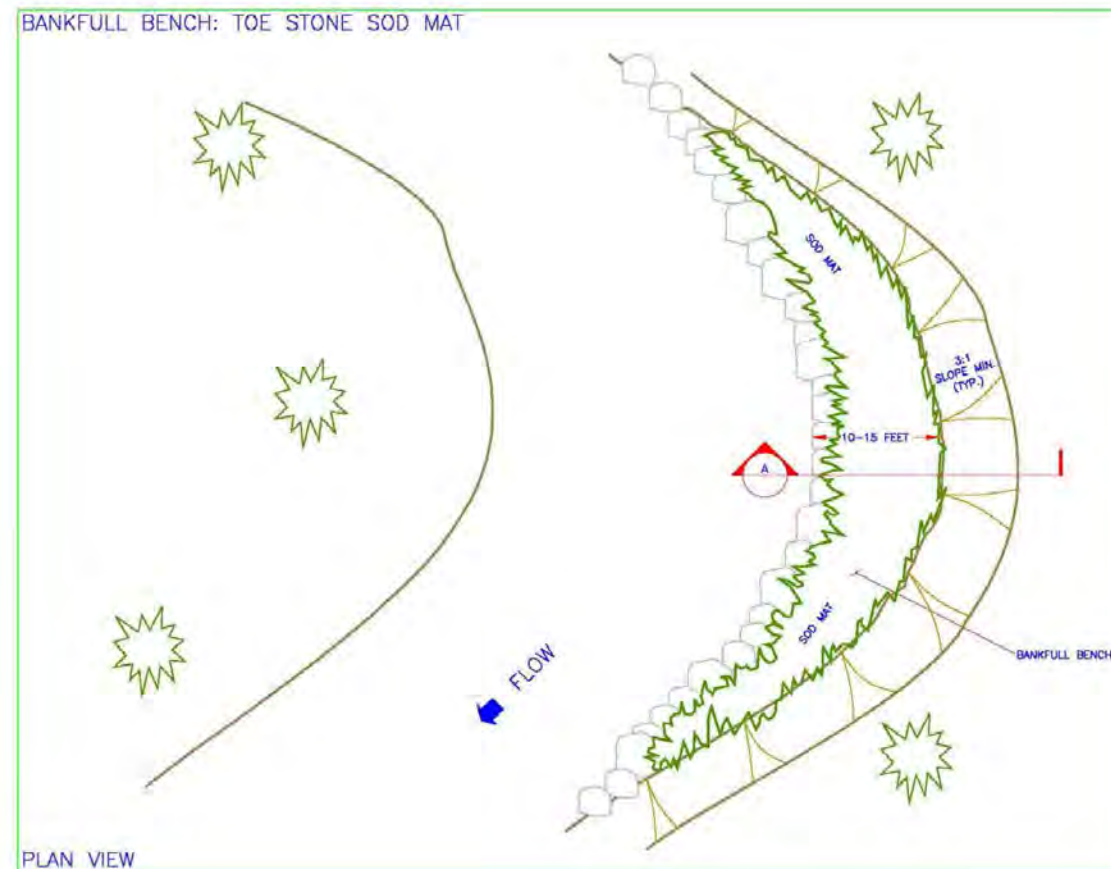 BANKFULL BENCH: TOE STONE SOD MAT
SOD MAT
3:1
SLOPE MIN.
(TYP.)
10-15 FEET
A
SOD MAT
BANKFULL BENCH
FLOW
PLAN VIEW